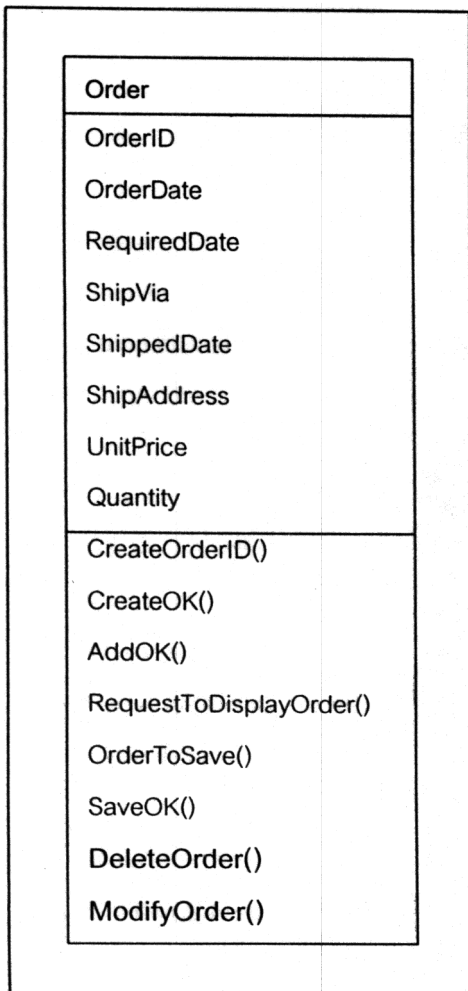 Order
OrderID
OrderDate
RequiredDate
ShipVia
ShippedDate
ShipAddress
UnitPrice
Quantity
CreateOrderID()
CreateOK()
AddOK()
RequestToDisplayOrder()
OrderToSave()
SaveOK()
DeleteOrder()
ModifyOrder()